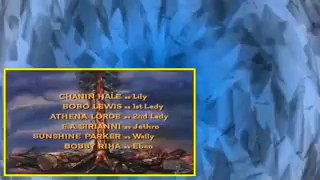 CHANIN HALE as Lily
BOBO LEWIS as 1st Lady
ATHENA LORDE as 2nd Lady
E.A. SIRIANNI as Jethro
SUNSHINE PARKER as Wally
BOBBY RIHA as Eben